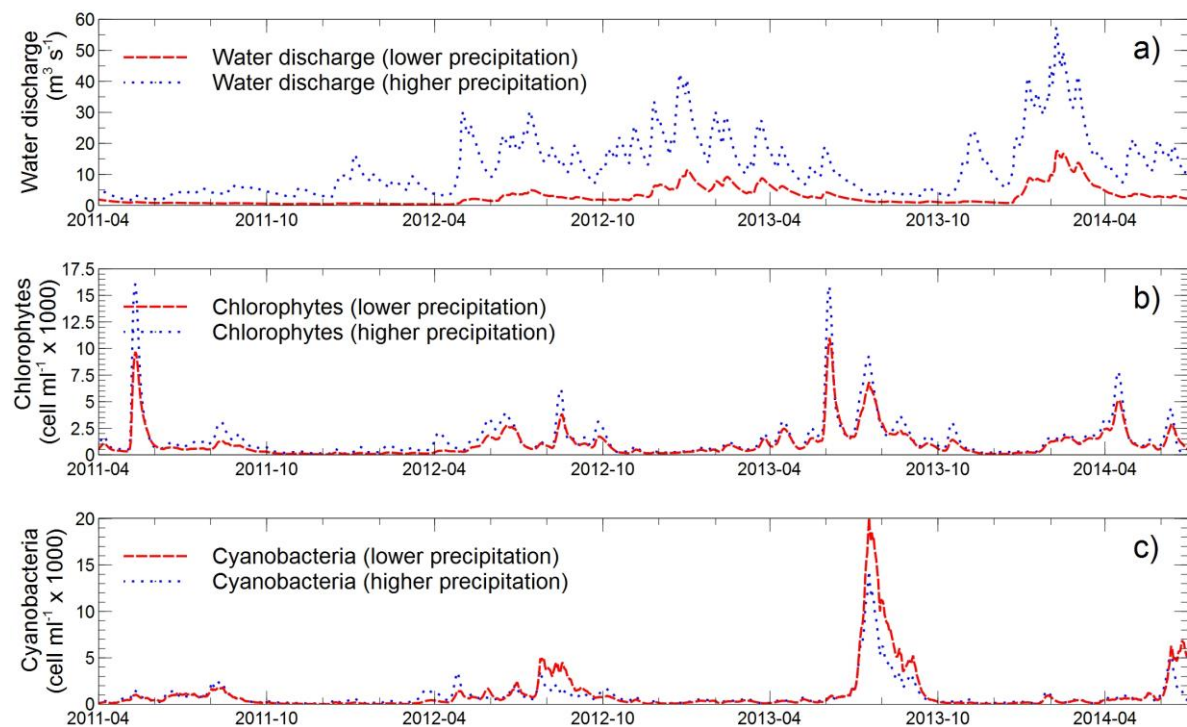 Water discharge
(m³ s⁻¹)
60
50
40
30
20
10
0
Water discharge (lower precipitation)
Water discharge (higher precipitation)
a)
2011-04 2011-10 2012-04 2012-10 2013-04 2013-10 2014-04
Chlorophytes
(cell ml⁻¹ x 1000)
17.5
15
12.5
10
7.5
5
2.5
0
Chlorophytes (lower precipitation)
Chlorophytes (higher precipitation)
b)
2011-04 2011-10 2012-04 2012-10 2013-04 2013-10 2014-04
Cyanobacteria
(cell ml⁻¹ x 1000)
20
15
10
5
0
Cyanobacteria (lower precipitation)
Cyanobacteria (higher precipitation)
c)
2011-04 2011-10 2012-04 2012-10 2013-04 2013-10 2014-04